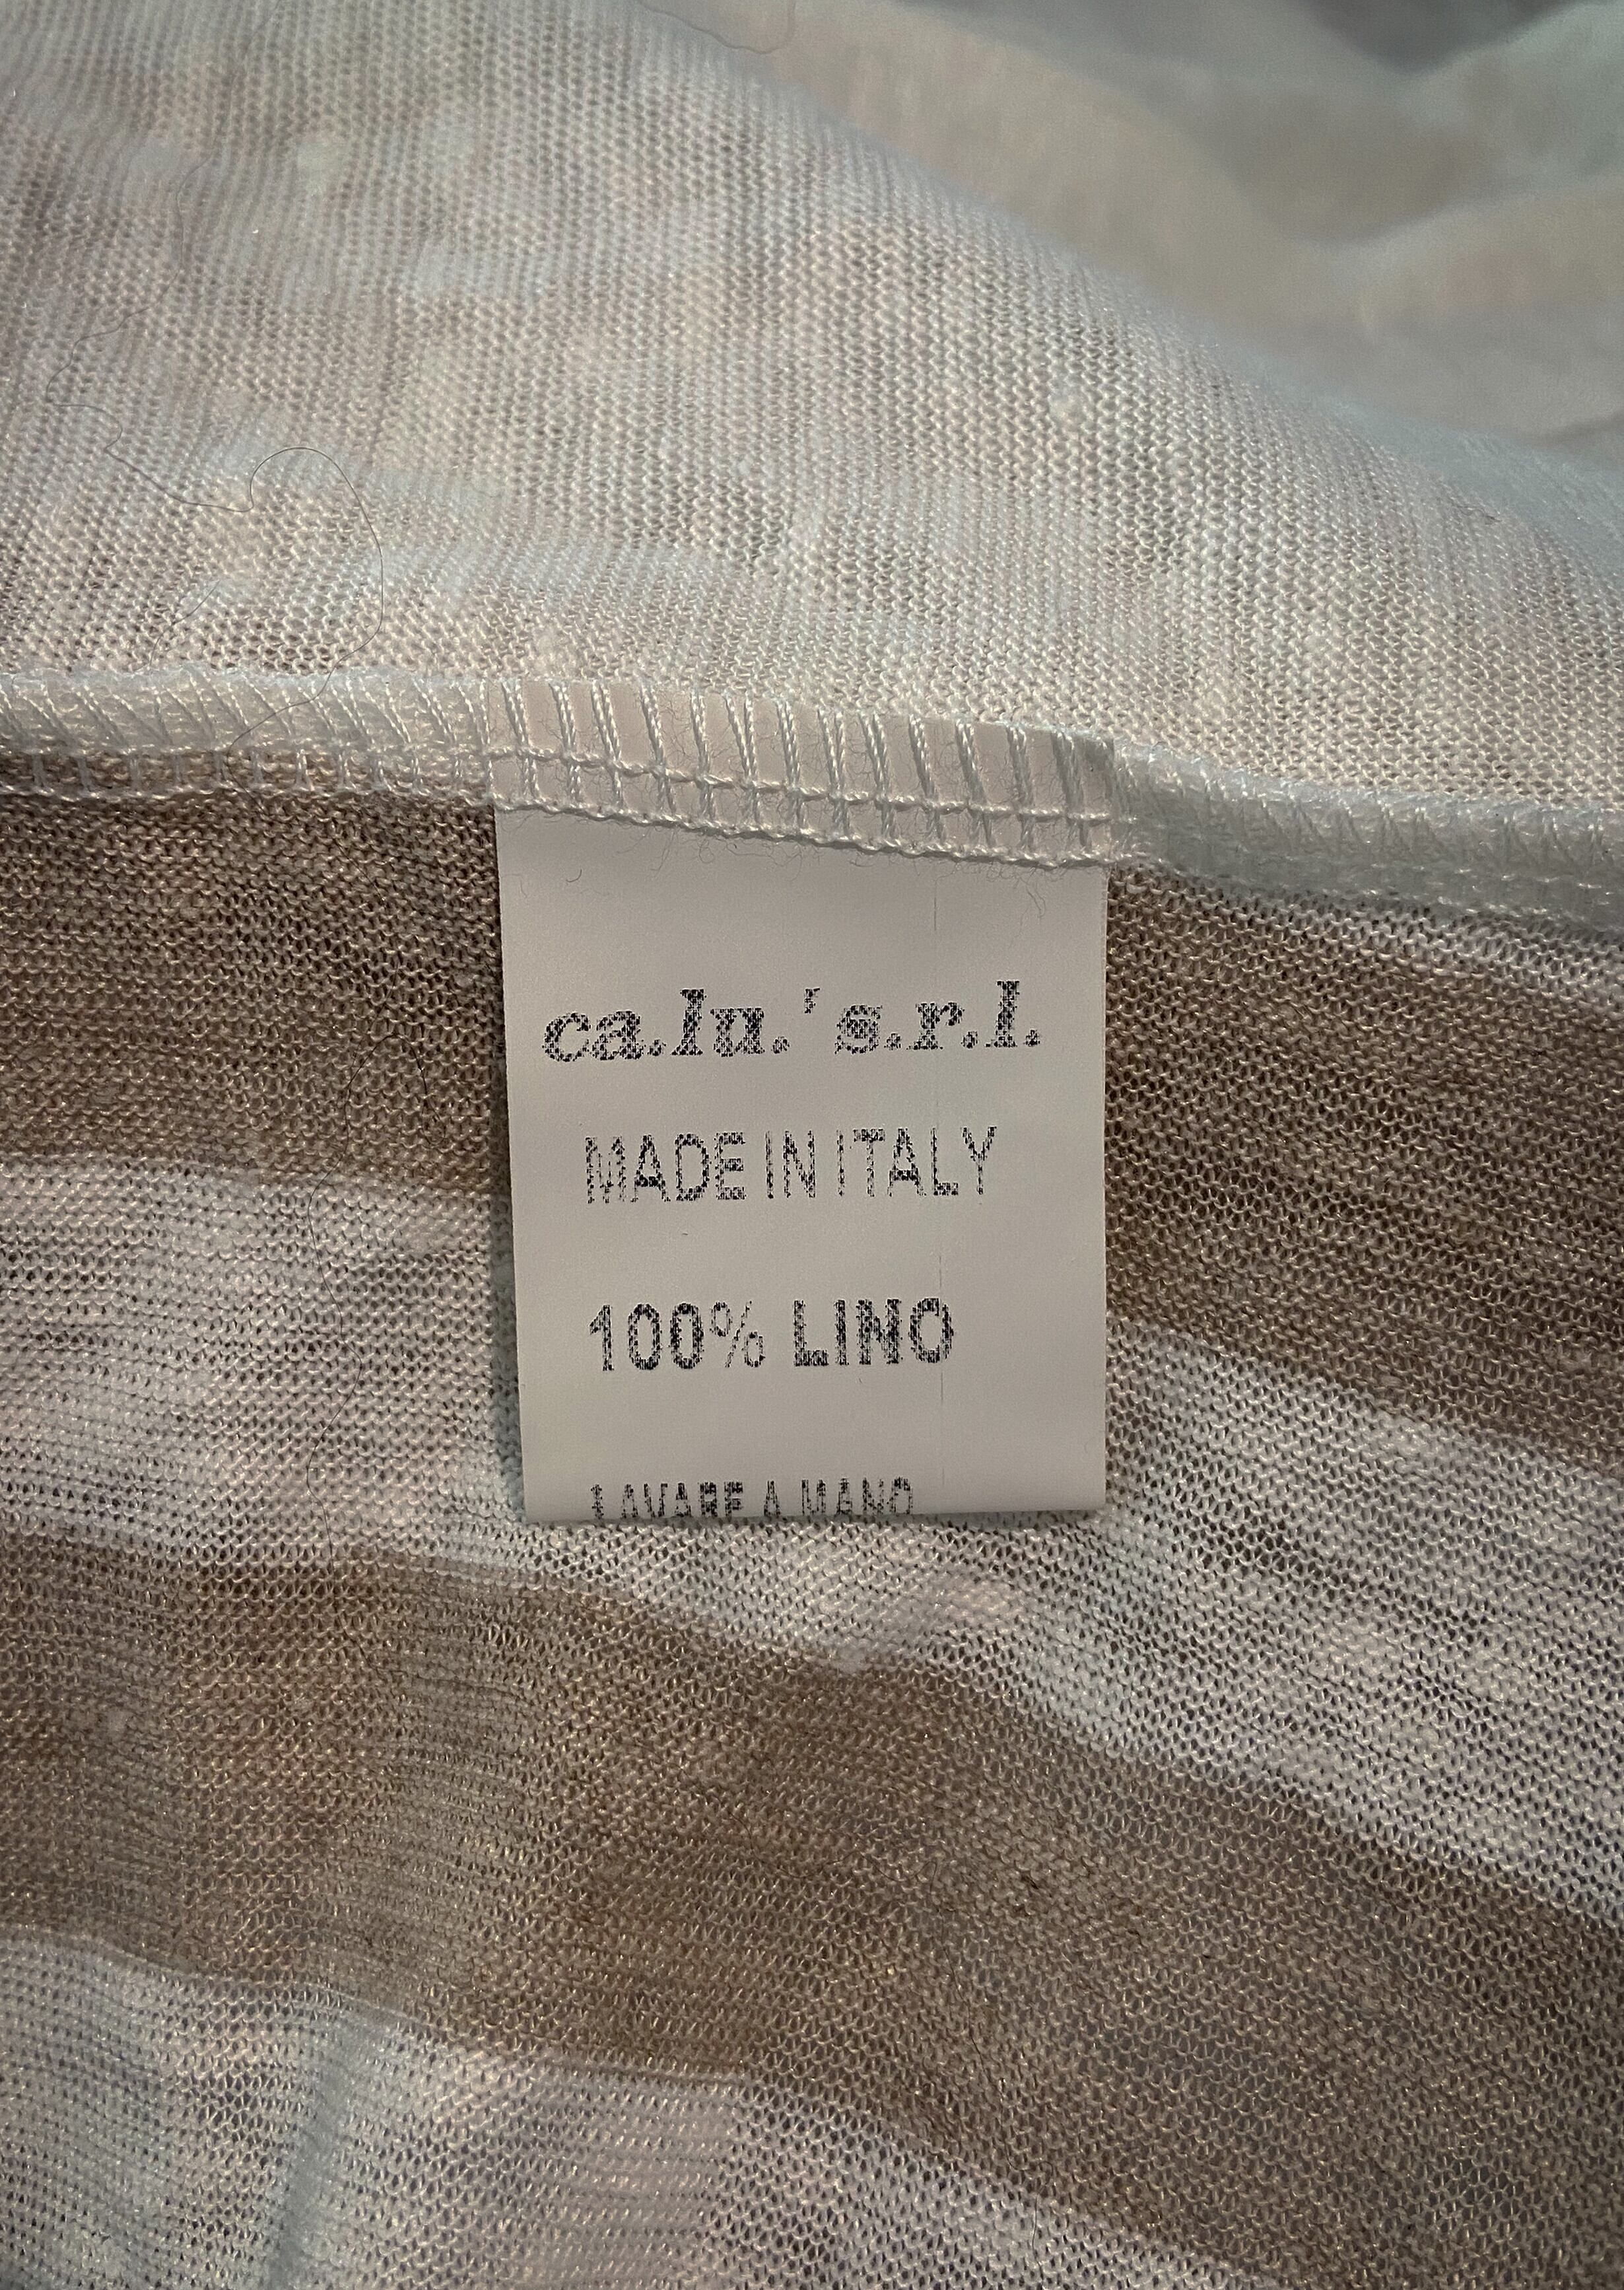 ca.lu.' s.r.l.
MADE IN ITALY
100% LINO
LAVARE A MANO